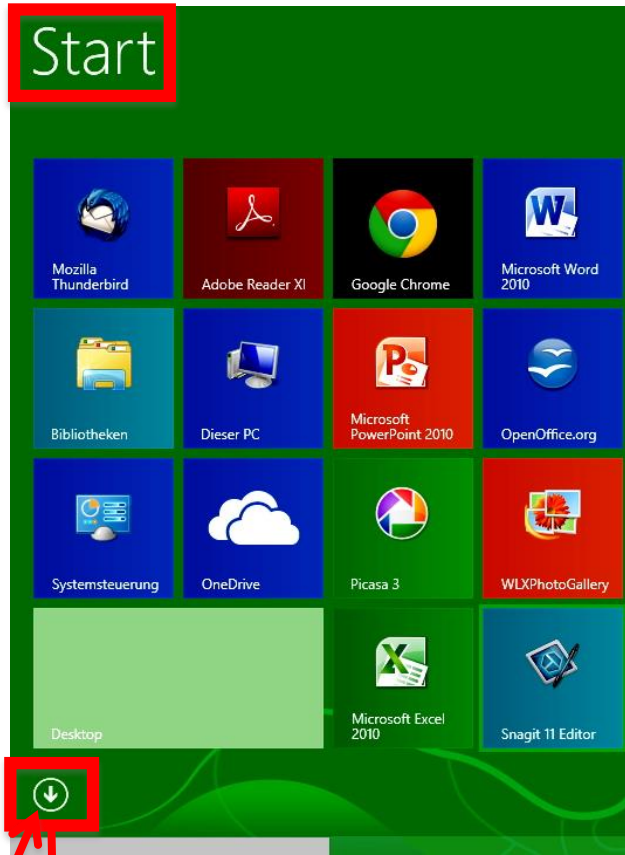 Start
Mozilla
Thunderbird
Adobe Reader XI
Google Chrome
Microsoft Word
2010
Bibliotheken
Dieser PC
Microsoft
PowerPoint 2010
OpenOffice.org
Systemsteuerung
OneDrive
Picasa 3
WLXPhotoGallery
Desktop
Microsoft Excel
2010
Snagit 11 Editor